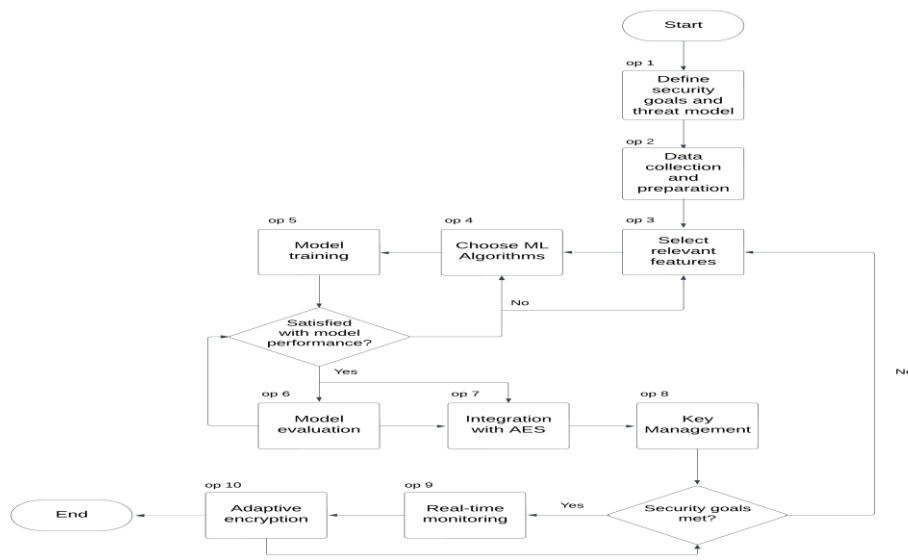 Start
op 1
Define
security
goals and
threat model
op 2
Data
collection
and
preparation
op 5
op 4
op 3
Model
training
Choose ML
Algorithms
Select
relevant
features
No
Satisfied
with model
performance?
Yes
op 6
op 7
op 8
Model
evaluation
Integration
with AES
Key
Management
op 10
op 9
End
Adaptive
encryption
Real-time
monitoring
Yes
Security goals
met?